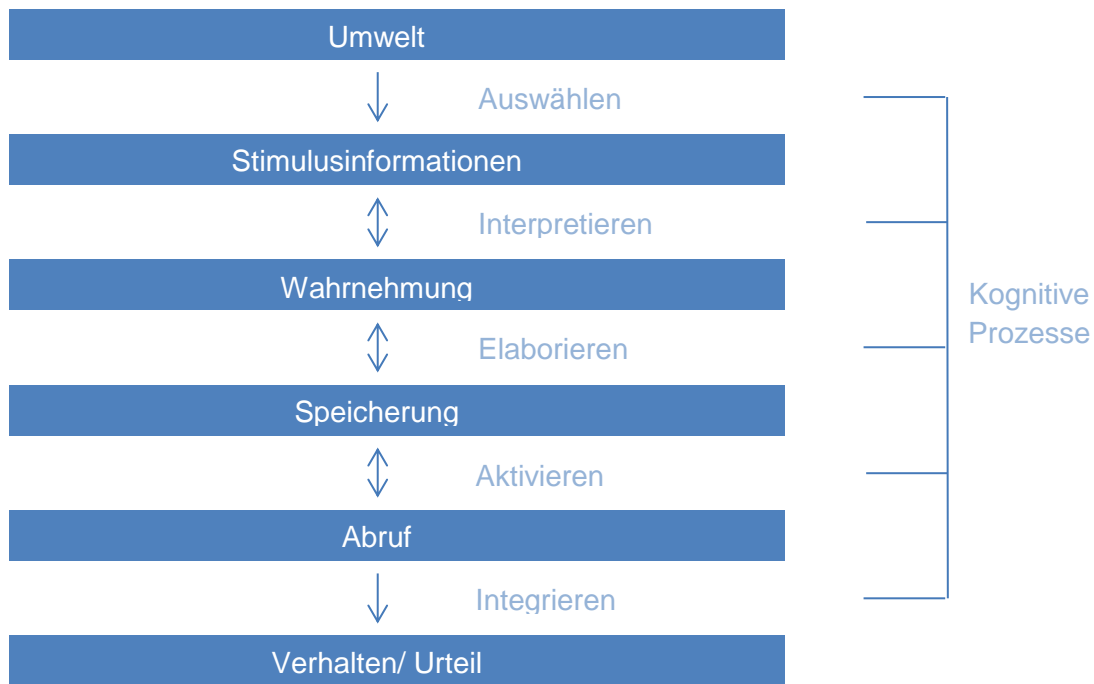 Umwelt
Auswählen
Stimulusinformationen
Interpretieren
Wahrnehmung
Kognitive
Prozesse
Elaborieren
Speicherung
Aktivieren
Abruf
Integrieren
Verhalten/ Urteil